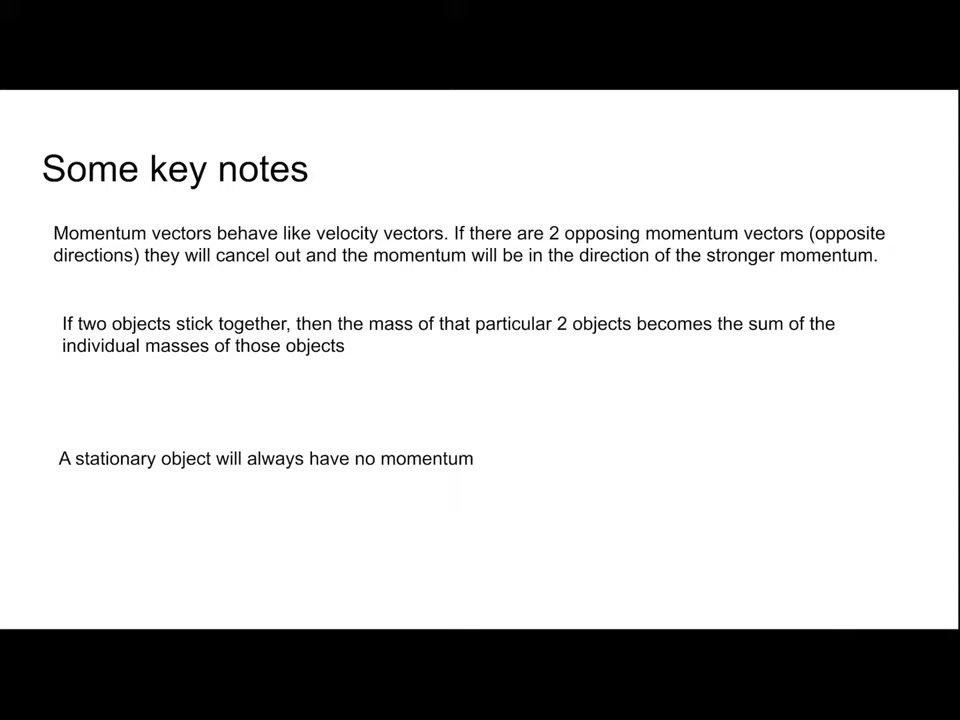 Some key notes
Momentum vectors behave like velocity vectors. If there are 2 opposing momentum vectors (opposite
directions) they will cancel out and the momentum will be in the direction of the stronger momentum.
If two objects stick together, then the mass of that particular 2 objects becomes the sum of the
individual masses of those objects
A stationary object will always have no momentum